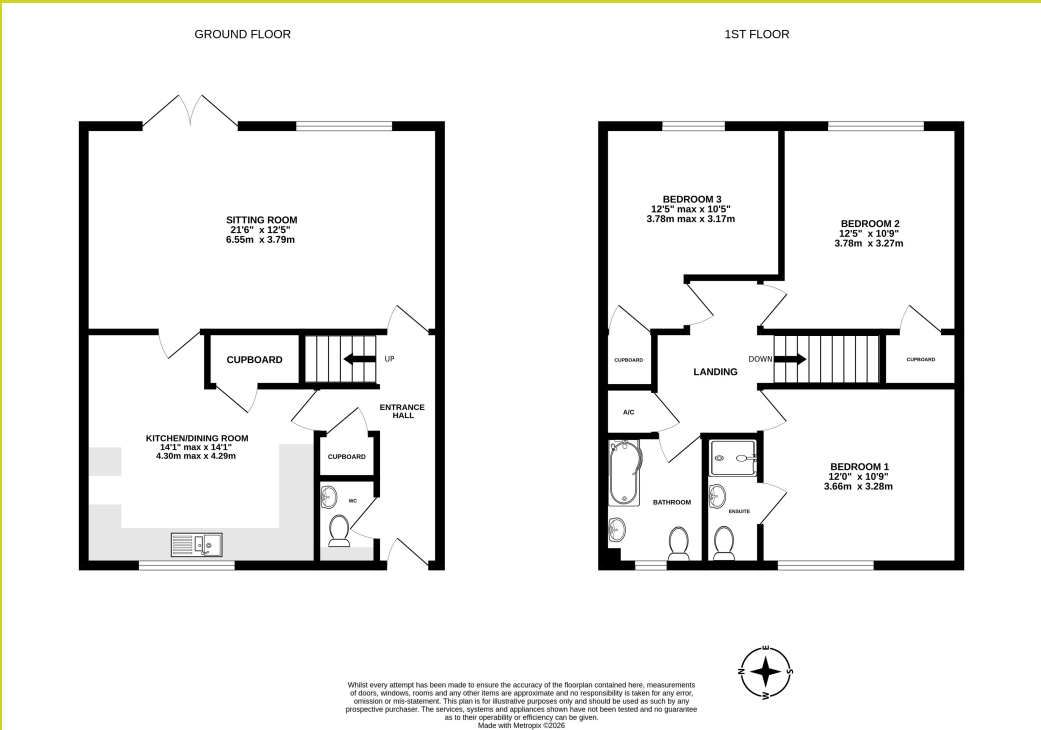 GROUND FLOOR
SITTING ROOM
21'6" x 12'5"
6.55m x 3.79m
CUPBOARD
UP
ENTRANCE
HALL
KITCHEN/DINING ROOM
14'1" max x 14'1"
4.30m max x 4.29m
CUPBOARD
WC
1ST FLOOR
BEDROOM 3
12'5" max x 10'5"
3.78m max x 3.17m
BEDROOM 2
12'5" x 10'9"
3.78m x 3.27m
CUPBOARD
DOWN
CUPBOARD
LANDING
A/C
BEDROOM 1
12'0" x 10'9"
3.66m x 3.28m
BATHROOM
ENSUITE
E
N
S
W
Whilst every attempt has been made to ensure the accuracy of the floorplan contained here, measurements
of doors, windows, rooms and any other items are approximate and no responsibility is taken for any error,
omission or mis-statement. This plan is for illustrative purposes only and should be used as such by any
prospective purchaser. The services, systems and appliances shown have not been tested and no guarantee
as to their operability or efficiency can be given.
Made with Metropix ©2026